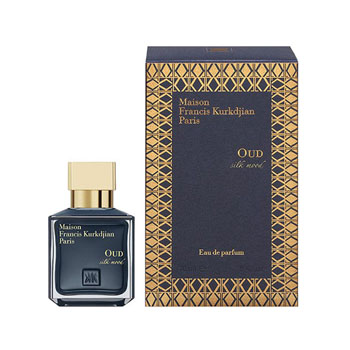 Maison
Francis Kurkdjian
Paris
OUD
silk mood
Eau de parfum
Maison
Francis Kurkdjian
Paris
OUD
silk mood